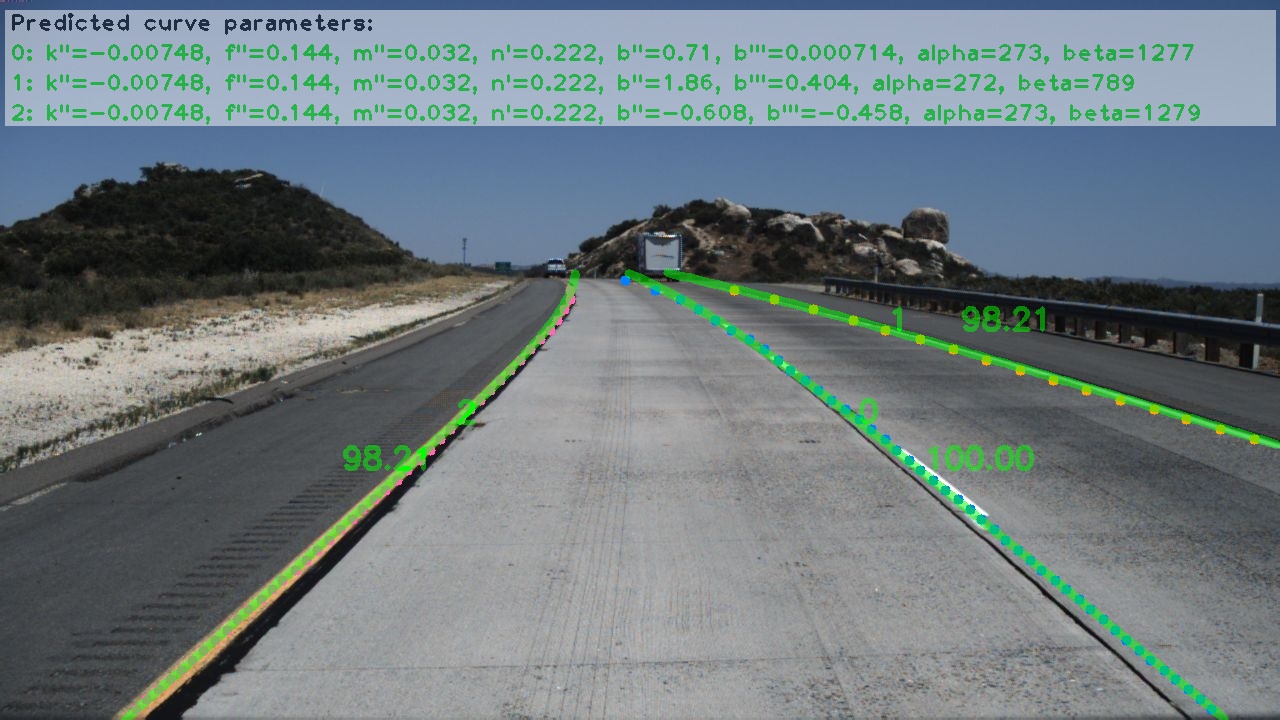 Predicted curve parameters:
0: k''=-0.00748, f''=0.144, m''=0.032, n'=0.222, b''=0.71, b'''=0.000714, alpha=273, beta=1277
1: k''=-0.00748, f''=0.144, m''=0.032, n'=0.222, b''=1.86, b'''=0.404, alpha=272, beta=789
2: k''=-0.00748, f''=0.144, m''=0.032, n'=0.222, b''=-0.608, b'''=-0.458, alpha=273, beta=1279
1 98.21
2 0
98.21 100.00